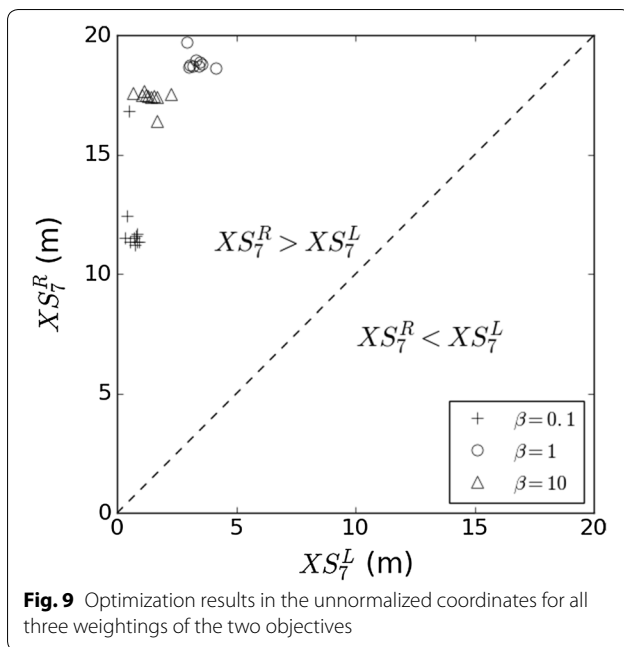 20
15
10
5
0
XS_7^R (m)
XS_7^R > XS_7^L
XS_7^R < XS_7^L
+ β=0.1
○ β=1
△ β=10
0 5 10 15 20
XS_7^L (m)
Fig. 9 Optimization results in the unnormalized coordinates for all
three weightings of the two objectives